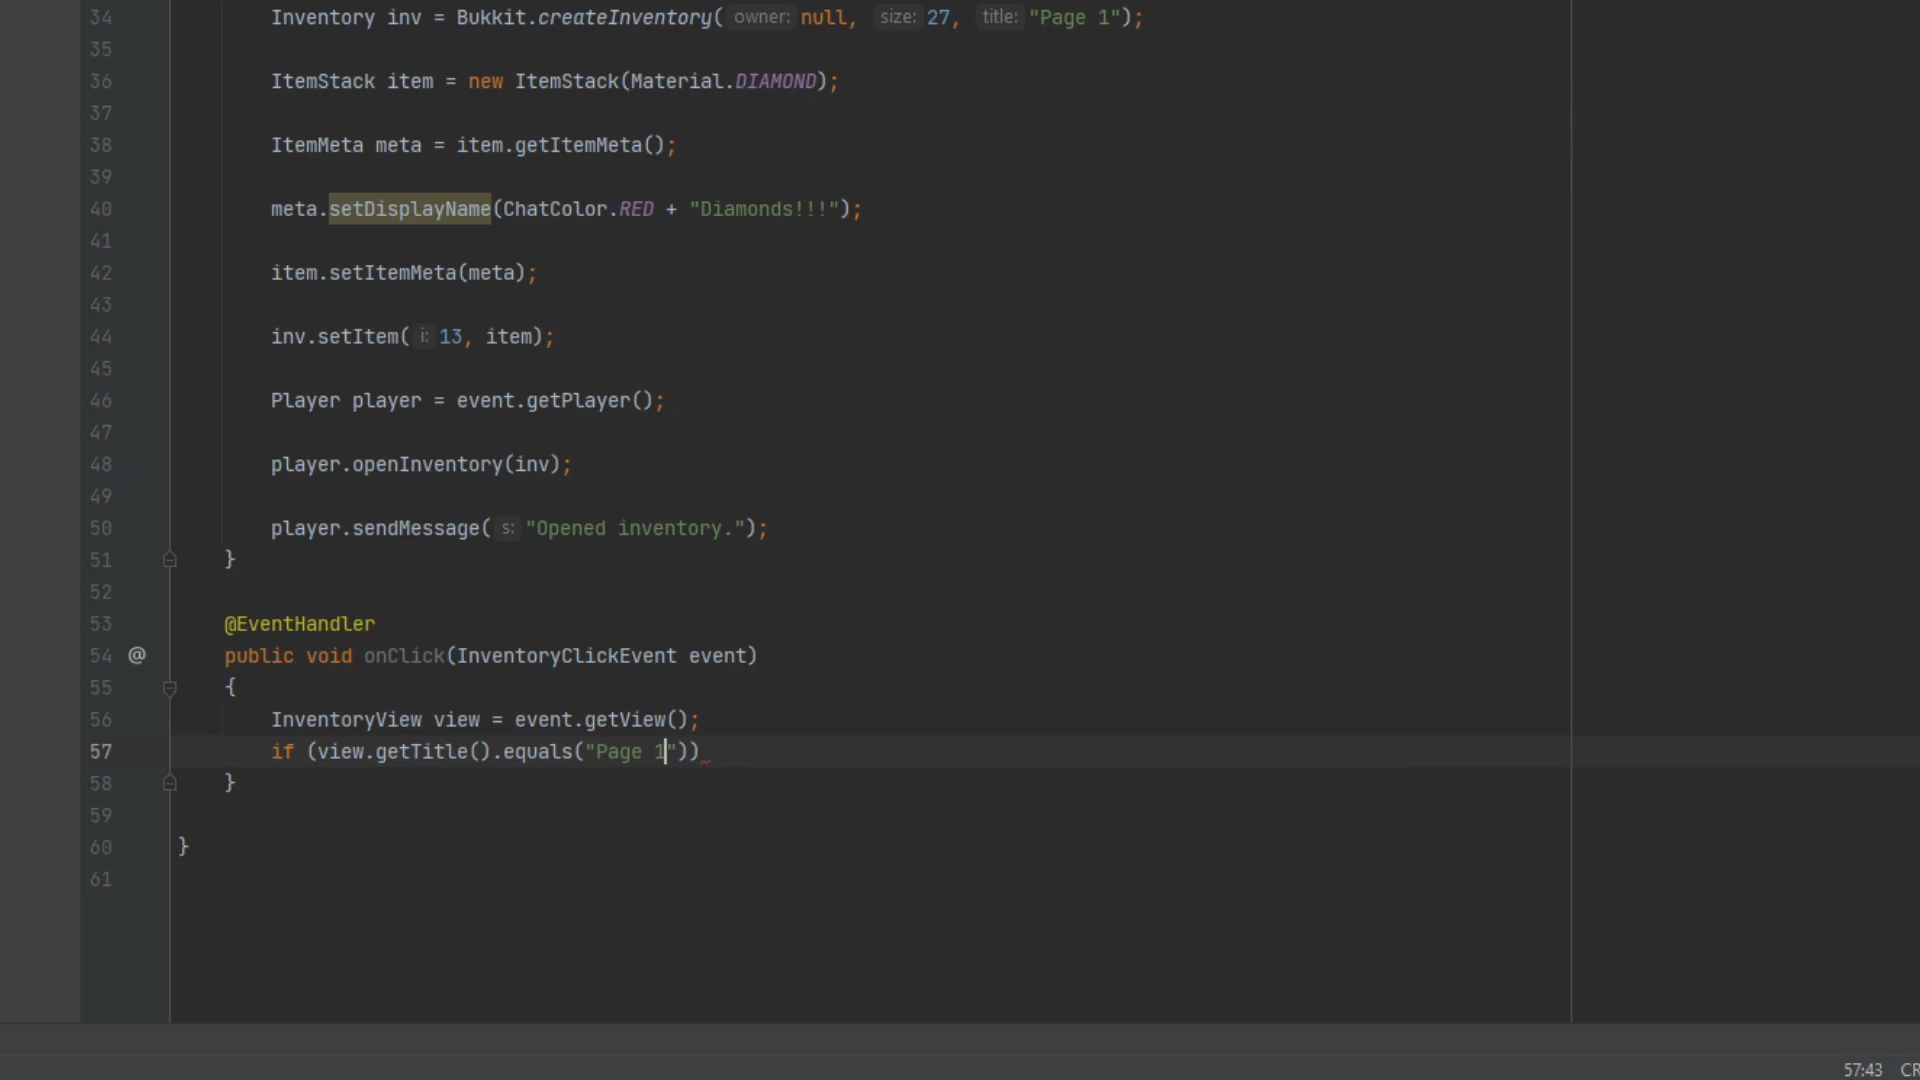 34 Inventory inv = Bukkit.createInventory( owner: null, size: 27, title: "Page 1");
35
36 ItemStack item = new ItemStack(Material.DIAMOND);
37
38 ItemMeta meta = item.getItemMeta();
39
40 meta.setDisplayName(ChatColor.RED + "Diamonds!!!");
41
42 item.setItemMeta(meta);
43
44 inv.setItem( i: 13, item);
45
46 Player player = event.getPlayer();
47
48 player.openInventory(inv);
49
50 player.sendMessage( s: "Opened inventory.");
51 }
52
53 @EventHandler
54 @ public void onClick(InventoryClickEvent event)
55 {
56 InventoryView view = event.getView();
57 if (view.getTitle().equals("Page 1"))
58 }
59
60 }
61
57:43 CR